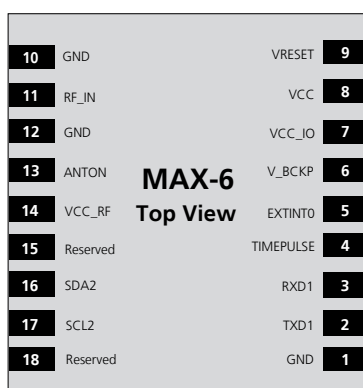 10 GND VRESET 9
11 RF_IN VCC 8
12 GND VCC_IO 7
13 ANTON V_BCKP 6
MAX-6
14 VCC_RF Top View EXTINT0 5
15 Reserved TIMEPULSE 4
16 SDA2 RXD1 3
17 SCL2 TXD1 2
18 Reserved GND 1